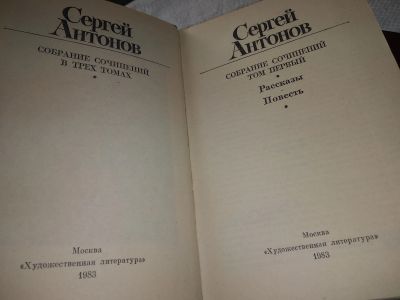 Сергей
Антонов
СОБРАНИЕ СОЧИНЕНИЙ
В ТРЕХ ТОМАХ
Москва
«Художественная литература»
1983
Сергей
Антонов
СОБРАНИЕ СОЧИНЕНИЙ
ТОМ ПЕРВЫЙ
Рассказы
Повесть
Москва
«Художественная литература»
1983